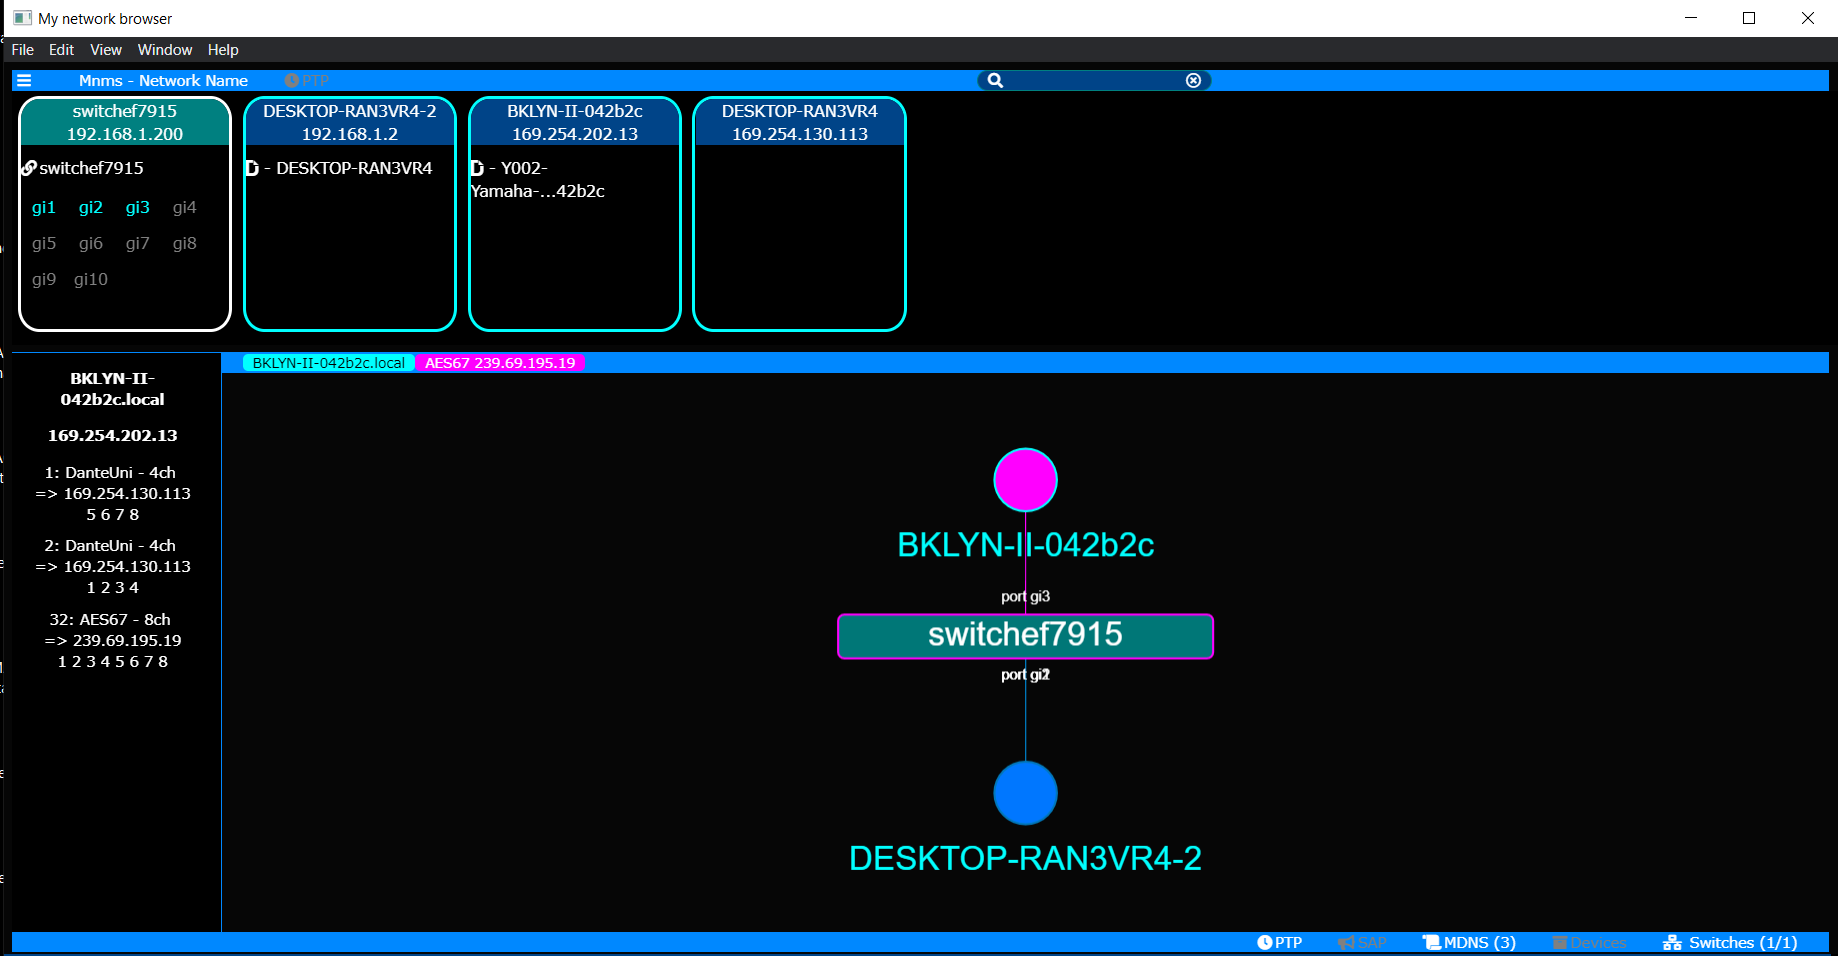 My network browser
File Edit View Window Help
Mnms - Network Name PTP
switchef7915
192.168.1.200
switchef7915
gi1 gi2 gi3 gi4
gi5 gi6 gi7 gi8
gi9 gi10
DESKTOP-RAN3VR4-2
192.168.1.2
- DESKTOP-RAN3VR4
BKLYN-II-042b2c
169.254.202.13
- Y002-
Yamaha-...42b2c
DESKTOP-RAN3VR4
169.254.130.113
BKLYN-II-042b2c.local AES67 239.69.195.19
BKLYN-II-
042b2c.local
169.254.202.13
1: DanteUni - 4ch
=> 169.254.130.113
5 6 7 8
2: DanteUni - 4ch
=> 169.254.130.113
1 2 3 4
32: AES67 - 8ch
=> 239.69.195.19
1 2 3 4 5 6 7 8
BKLYN-II-042b2c
port gi3
switchef7915
port
DESKTOP-RAN3VR4-2
PTP SAP MDNS (3) Devices Switches (1/1)